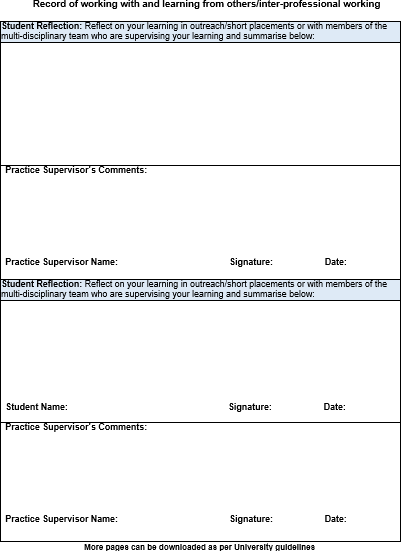 Record of working with and learning from others/inter-professional working
Student Reflection: Reflect on your learning in outreach/short placements or with members of the
multi-disciplinary team who are supervising your learning and summarise below:
Practice Supervisor's Comments:
Practice Supervisor Name: Signature: Date:
Student Reflection: Reflect on your learning in outreach/short placements or with members of the
multi-disciplinary team who are supervising your learning and summarise below:
Student Name: Signature: Date:
Practice Supervisor's Comments:
Practice Supervisor Name: Signature: Date:
More pages can be downloaded as per University guidelines